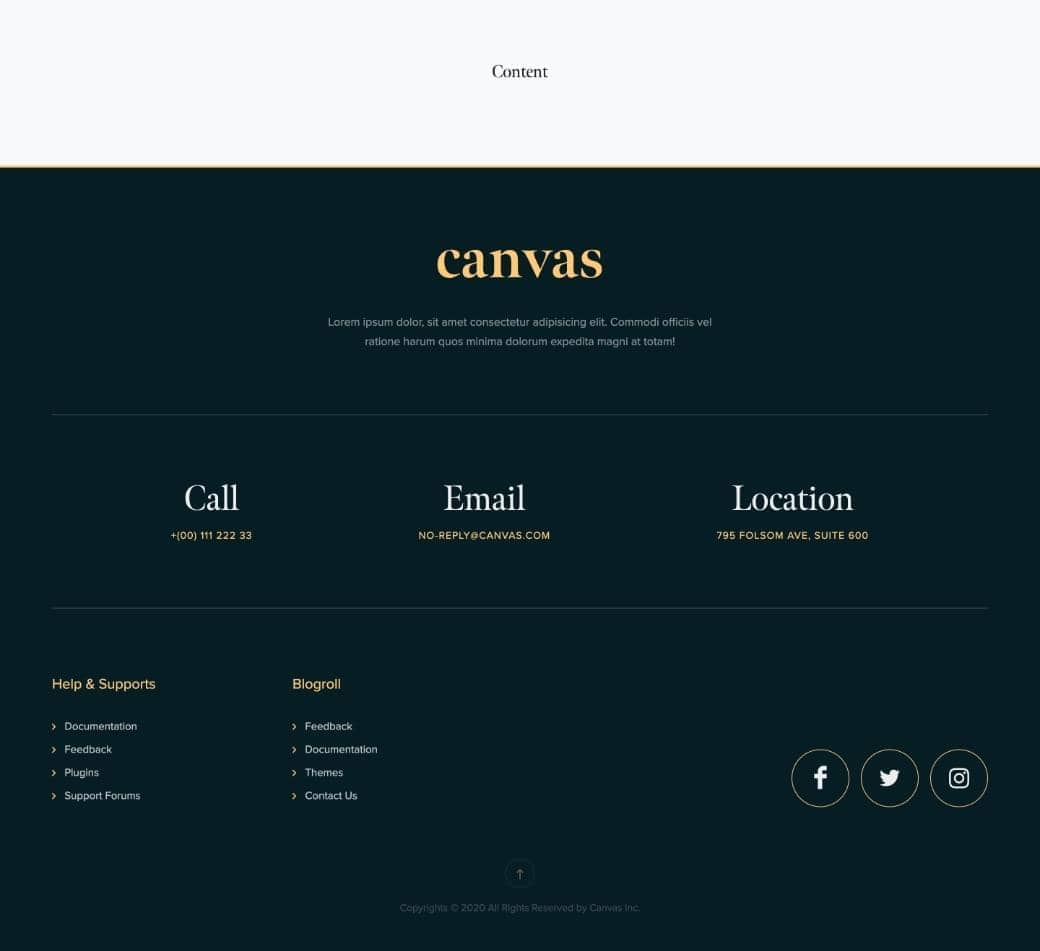 Content
canvas
Lorem ipsum dolor, sit amet consectetur adipisicing elit. Commodi officiis vel
ratione harum quos minima dolorum expedita magni at totam!
Call
+(00) 111 222 33
Email
NO-REPLY@CANVAS.COM
Location
795 FOLSOM AVE, SUITE 600
Help & Supports
Documentation
Feedback
Plugins
Support Forums
Blogroll
Feedback
Documentation
Themes
Contact Us
Copyrights © 2020 All Rights Reserved by Canvas Inc.